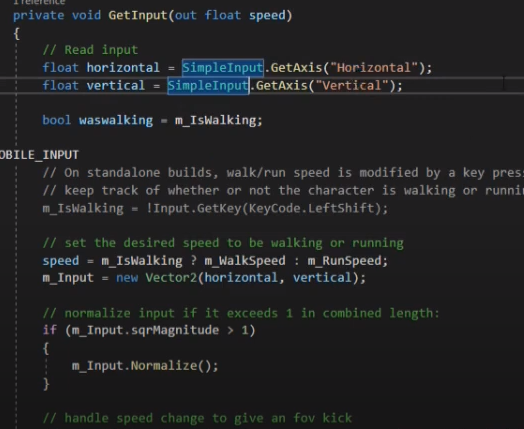 1 reference
private void GetInput(out float speed)
{
// Read input
float horizontal = SimpleInput.GetAxis("Horizontal");
float vertical = SimpleInput.GetAxis("Vertical");
bool waswalking = m_IsWalking;
OBILE_INPUT
// On standalone builds, walk/run speed is modified by a key pres
// keep track of whether or not the character is walking or runni
m_IsWalking = !Input.GetKey(KeyCode.LeftShift);
// set the desired speed to be walking or running
speed = m_IsWalking ? m_WalkSpeed : m_RunSpeed;
m_Input = new Vector2(horizontal, vertical);
// normalize input if it exceeds 1 in combined length:
if (m_Input.sqrMagnitude > 1)
{
m_Input.Normalize();
}
// handle speed change to give an fov kick